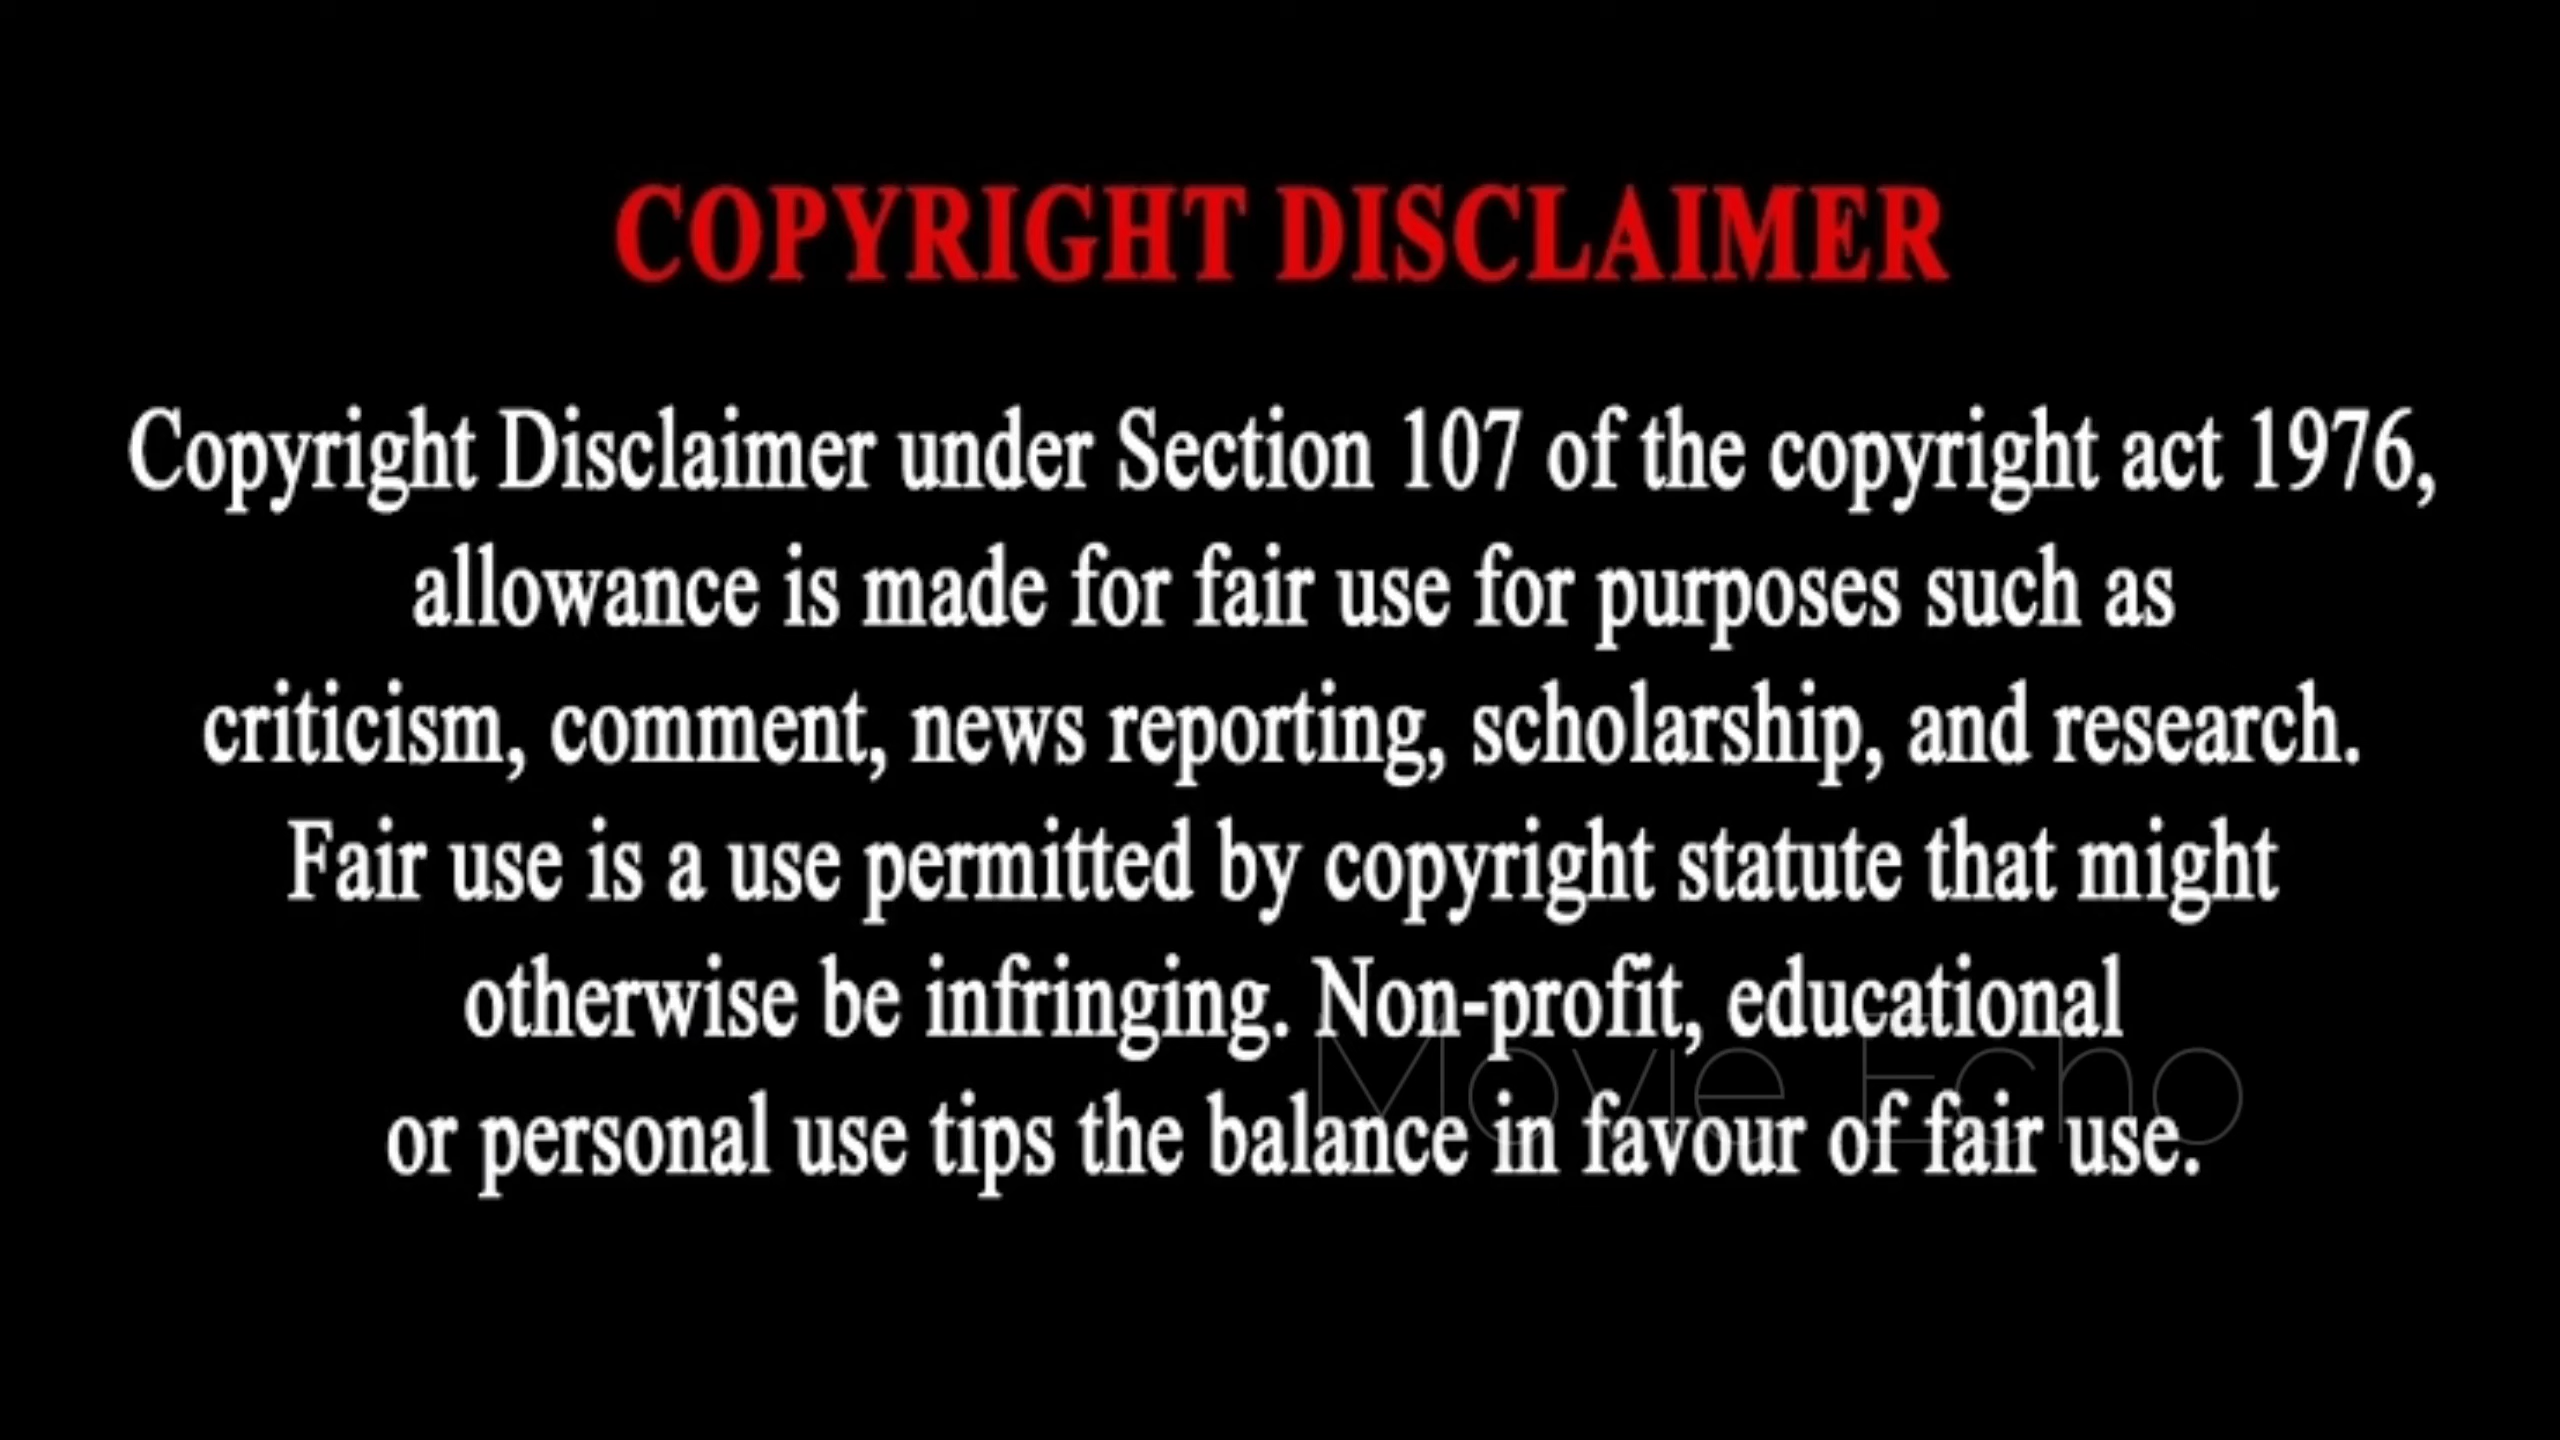 COPYRIGHT DISCLAIMER
Copyright Disclaimer under Section 107 of the copyright act 1976,
allowance is made for fair use for purposes such as
criticism, comment, news reporting, scholarship, and research.
Fair use is a use permitted by copyright statute that might
otherwise be infringing. Non-profit, educational
Movie Echo
or personal use tips the balance in favour of fair use.